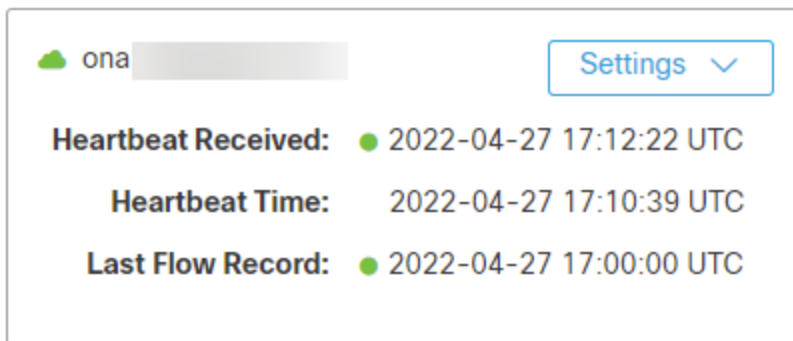 ona
Settings
Heartbeat Received: 2022-04-27 17:12:22 UTC
Heartbeat Time: 2022-04-27 17:10:39 UTC
Last Flow Record: 2022-04-27 17:00:00 UTC